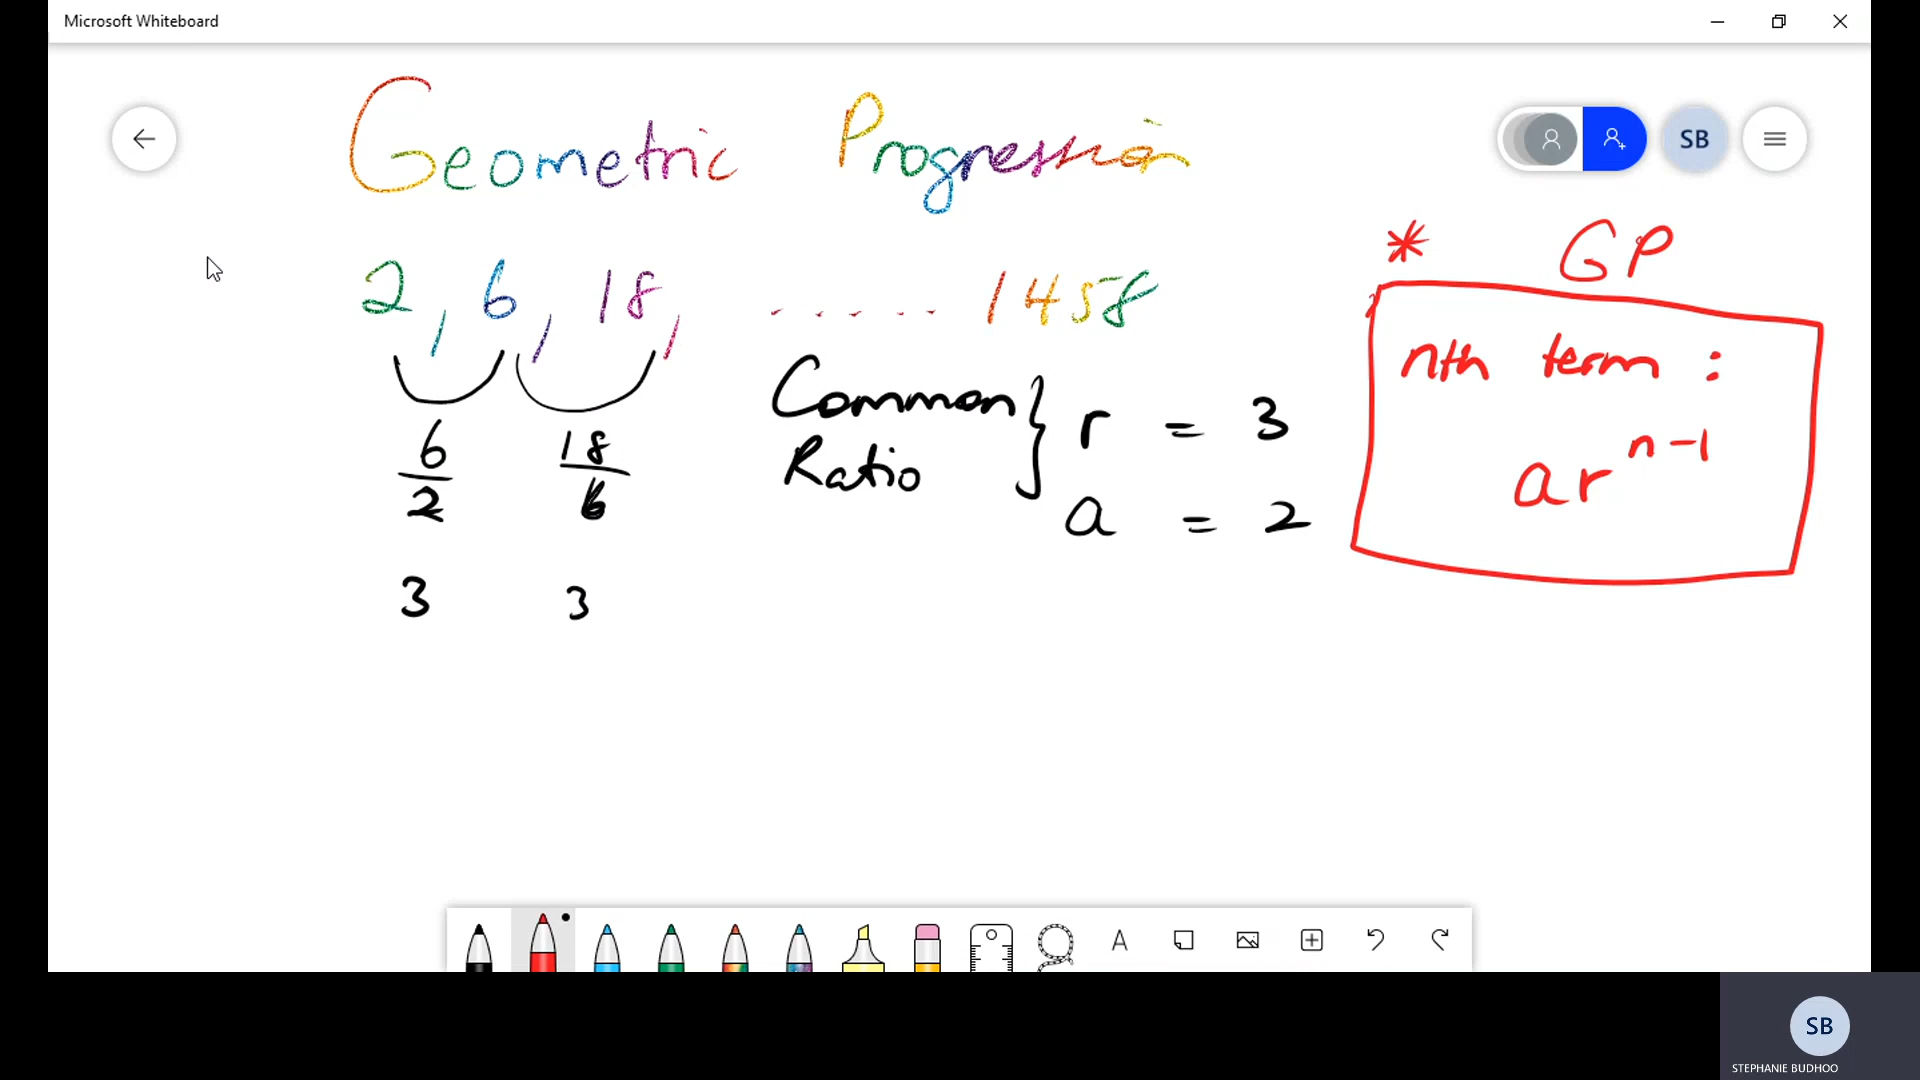 Microsoft Whiteboard
Geometric Progression
SB
* GP
2, 6, 18, ...... 1458
nth term :
ar^{n-1}
Common Ratio } r = 3
a = 2
6/2 18/6
3 3
A
SB
STEPHANIE BUDHOO